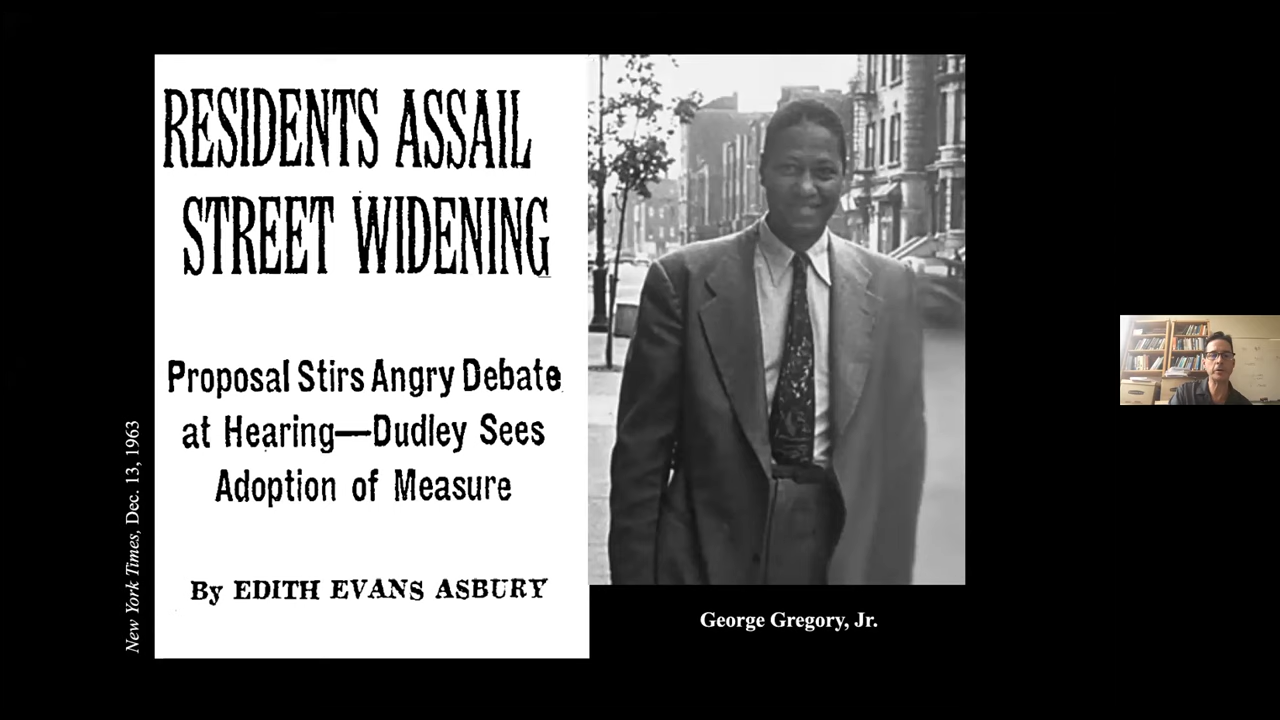 RESIDENTS ASSAIL
STREET WIDENING
Proposal Stirs Angry Debate
at Hearing—Dudley Sees
Adoption of Measure
By EDITH EVANS ASBURY
New York Times, Dec. 13, 1963
George Gregory, Jr.